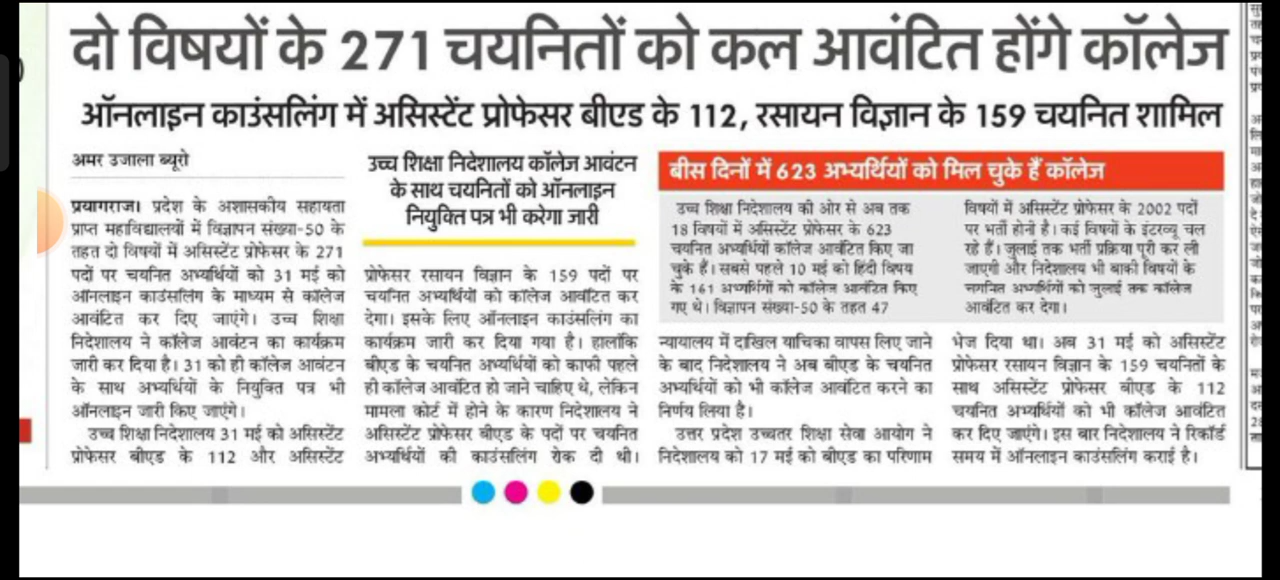 दो विषयों के 271 चयनितों को कल आवंटित होंगे कॉलेज
ऑनलाइन काउंसलिंग में असिस्टेंट प्रोफेसर बीएड के 112, रसायन विज्ञान के 159 चयनित शामिल
अमर उजाला ब्यूरो
प्रयागराज। प्रदेश के अशासकीय सहायता
प्राप्त महाविद्यालयों में विज्ञापन संख्या-50 के
तहत दो विषयों में असिस्टेंट प्रोफेसर के 271
पदों पर चयनित अभ्यर्थियों को 31 मई को
ऑनलाइन काउंसलिंग के माध्यम से कॉलेज
आवंटित कर दिए जाएंगे। उच्च शिक्षा
निदेशालय ने कॉलेज आवंटन का कार्यक्रम
जारी कर दिया है। 31 को ही कॉलेज आवंटन
के साथ अभ्यर्थियों के नियुक्ति पत्र भी
ऑनलाइन जारी किए जाएंगे।
उच्च शिक्षा निदेशालय 31 मई को असिस्टेंट
प्रोफेसर बीएड के 112 और असिस्टेंट
उच्च शिक्षा निदेशालय कॉलेज आवंटन
के साथ चयनितों को ऑनलाइन
नियुक्ति पत्र भी करेगा जारी
प्रोफेसर रसायन विज्ञान के 159 पदों पर
चयनित अभ्यर्थियों को कॉलेज आवंटित कर
देगा। इसके लिए ऑनलाइन काउंसलिंग का
कार्यक्रम जारी कर दिया गया है। हालांकि
बीएड के चयनित अभ्यर्थियों को काफी पहले
ही कॉलेज आवंटित हो जाने चाहिए थे, लेकिन
मामला कोर्ट में होने के कारण निदेशालय ने
असिस्टेंट प्रोफेसर बीएड के पदों पर चयनित
अभ्यर्थियों की काउंसलिंग रोक दी थी।
बीस दिनों में 623 अभ्यर्थियों को मिल चुके हैं कॉलेज
उच्च शिक्षा निदेशालय की ओर से अब तक
18 विषयों में असिस्टेंट प्रोफेसर के 623
चयनित अभ्यर्थियों कॉलेज आवंटित किए जा
चुके हैं। सबसे पहले 10 मई को हिंदी विषय
के 161 अभ्यर्थियों को कॉलेज आवंटित किए
गए थे। विज्ञापन संख्या-50 के तहत 47
विषयों में असिस्टेंट प्रोफेसर के 2002 पदों
पर भर्ती होनी है। कई विषयों के इंटरव्यू चल
रहे हैं। जुलाई तक भर्ती प्रक्रिया पूरी कर ली
जाएगी और निदेशालय भी बाकी विषयों के
चयनित अभ्यर्थियों को जुलाई तक कॉलेज
आवंटित कर देगा।
न्यायालय में दाखिल याचिका वापस लिए जाने
के बाद निदेशालय ने अब बीएड के चयनित
अभ्यर्थियों को भी कॉलेज आवंटित करने का
निर्णय लिया है।
उत्तर प्रदेश उच्चतर शिक्षा सेवा आयोग ने
निदेशालय को 17 मई को बीएड का परिणाम
भेज दिया था। अब 31 मई को असिस्टेंट
प्रोफेसर रसायन विज्ञान के 159 चयनितों के
साथ असिस्टेंट प्रोफेसर बीएड के 112
चयनित अभ्यर्थियों को भी कॉलेज आवंटित
कर दिए जाएंगे। इस बार निदेशालय ने रिकॉर्ड
समय में ऑनलाइन काउंसलिंग कराई है।